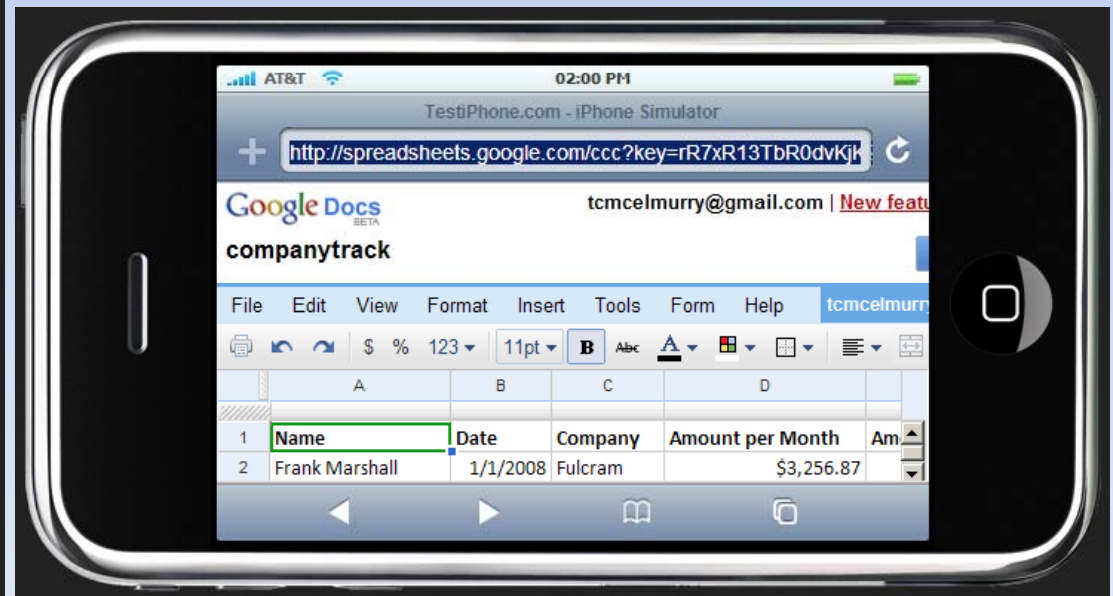 AT&T 02:00 PM
TestiPhone.com - iPhone Simulator
http://spreadsheets.google.com/ccc?key=rR7xR13TbR0dvKjK
Google Docs tcmcelmurry@gmail.com | New featu
BETA
companytrack
File Edit View Format Insert Tools Form Help tcmcelmurry
$ % 123 11pt B Abc A
A B C D
1 Name Date Company Amount per Month Am
2 Frank Marshall 1/1/2008 Fulcram $3,256.87